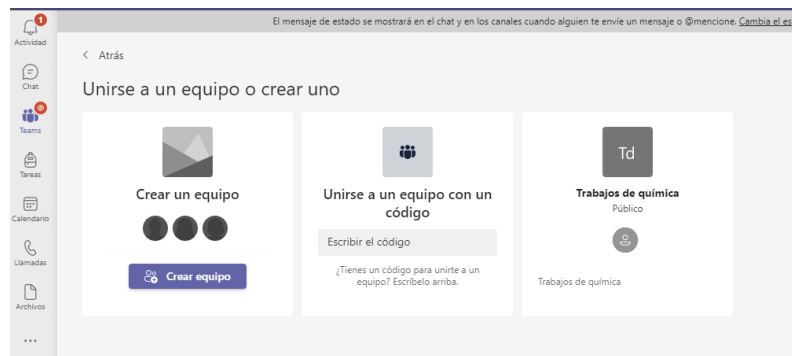 1
Actividad
El mensaje de estado se mostrará en el chat y en los canales cuando alguien te envíe un mensaje o @mencione. Cambia el es
< Atrás
Chat
Unirse a un equipo o crear uno
@
Teams
Tareas
Calendario
Llamadas
Archivos
...
Crear un equipo
Crear equipo
Unirse a un equipo con un
código
Escribir el código
¿Tienes un código para unirte a un
equipo? Escríbelo arriba.
Td
Trabajos de química
Público
Trabajos de química